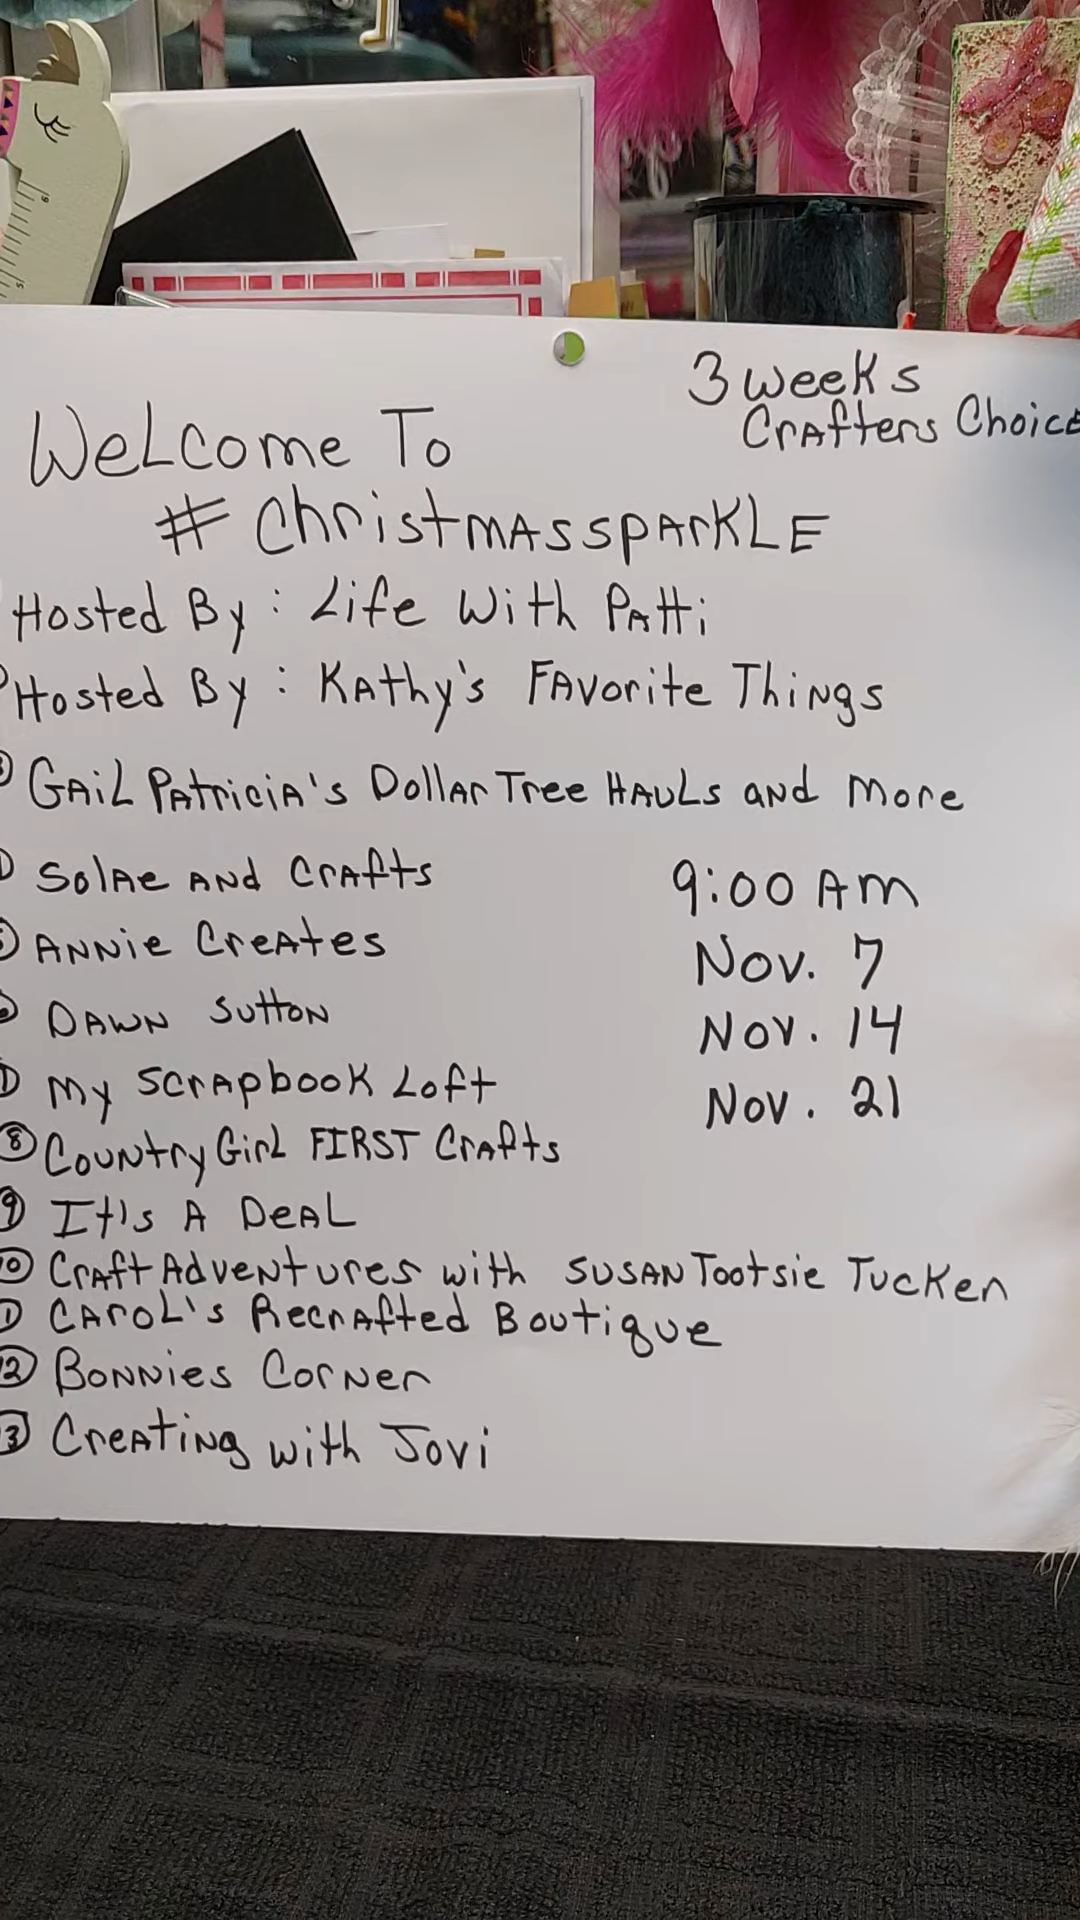 3 weeks
Crafters Choice
Welcome To
# ChristmasSparkle
Hosted By: Life With Patti
Hosted By: Kathy's Favorite Things
Gail Patricia's Dollar Tree Hauls and More
Solae and Crafts
9:00 AM
Annie Creates
Nov. 7
Dawn Sutton
Nov. 14
My Scrapbook Loft
Nov. 21
8 Country Girl FIRST Crafts
9 It's A Deal
Craft Adventures with Susan Tootsie Tucker
Carol's Recrafted Boutique
Bonnies Corner
Creating with Jovi